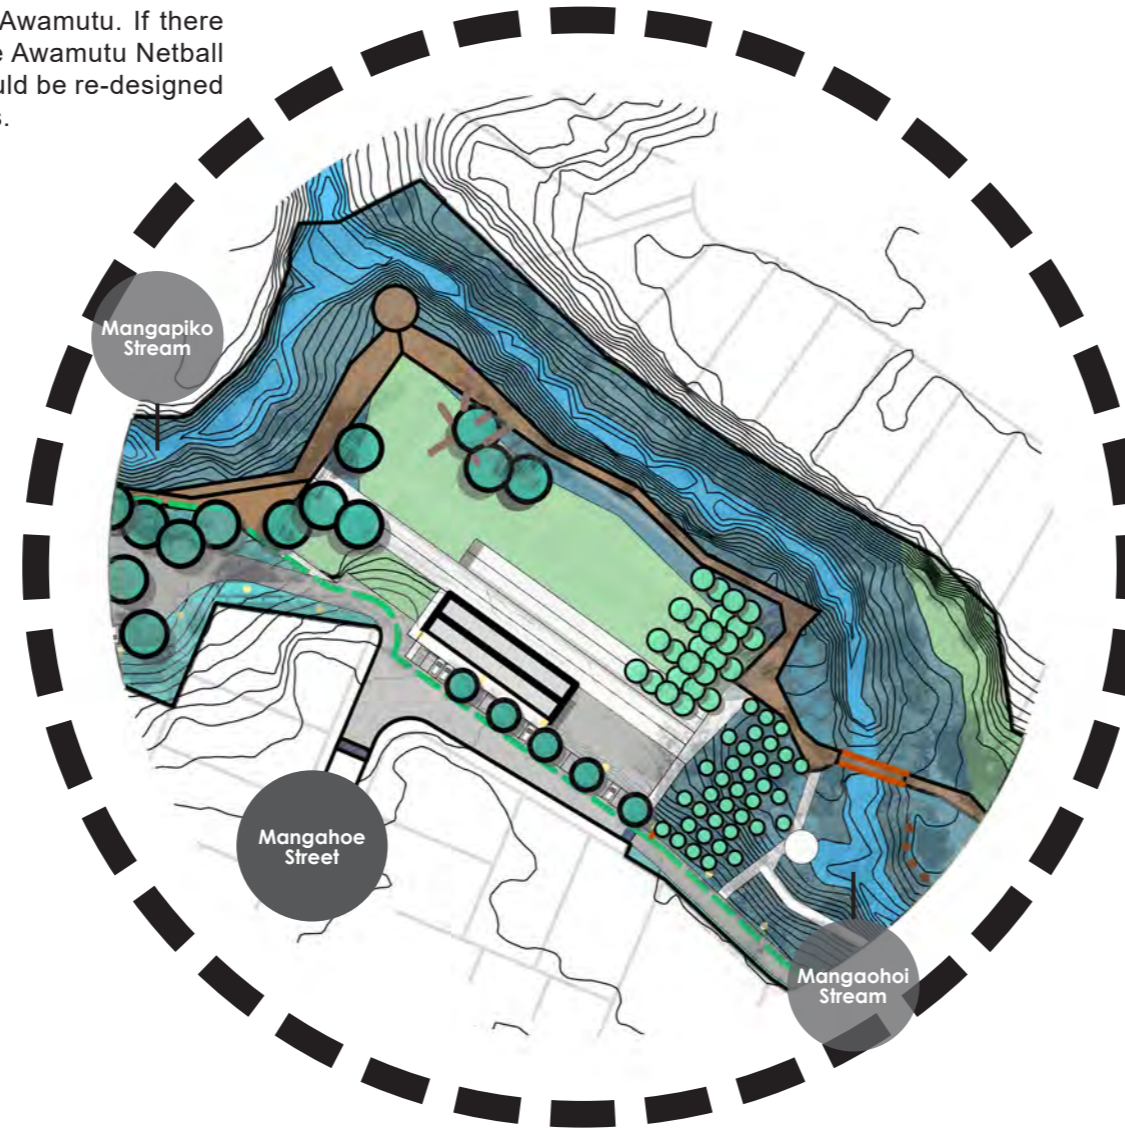 Awamutu. If there
e Awamutu Netball
uld be re-designed
s.
Mangapiko
Stream
Mangahoe
Street
Mangaohoi
Stream